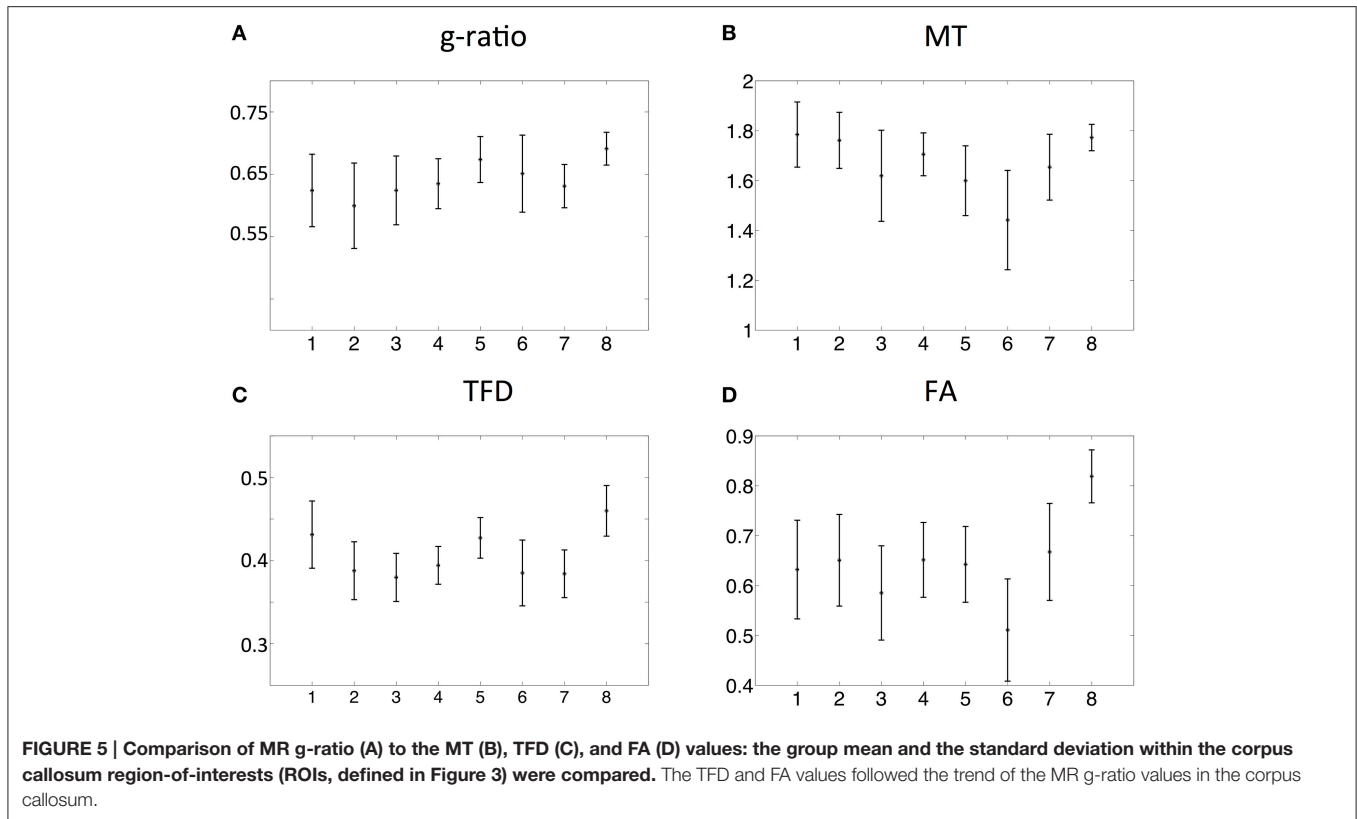 A
g-ratio
0.75
0.65
0.55
1 2 3 4 5 6 7 8
B
MT
2
1.8
1.6
1.4
1.2
1
1 2 3 4 5 6 7 8
C
TFD
0.5
0.4
0.3
1 2 3 4 5 6 7 8
D
FA
0.9
0.8
0.7
0.6
0.5
0.4
1 2 3 4 5 6 7 8
FIGURE 5 | Comparison of MR g-ratio (A) to the MT (B), TFD (C), and FA (D) values: the group mean and the standard deviation within the corpus
callosum region-of-interests (ROIs, defined in Figure 3) were compared. The TFD and FA values followed the trend of the MR g-ratio values in the corpus
callosum.